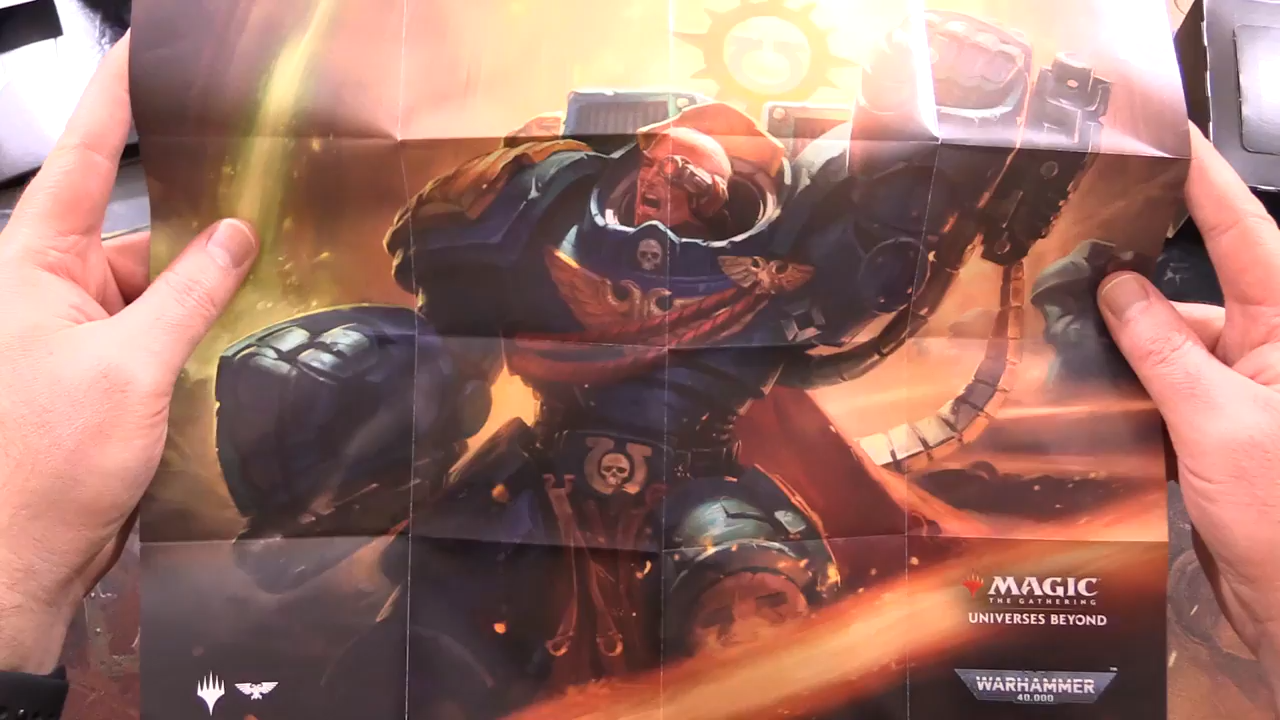 MAGIC
THE GATHERING
UNIVERSES BEYOND
WARHAMMER
40,000